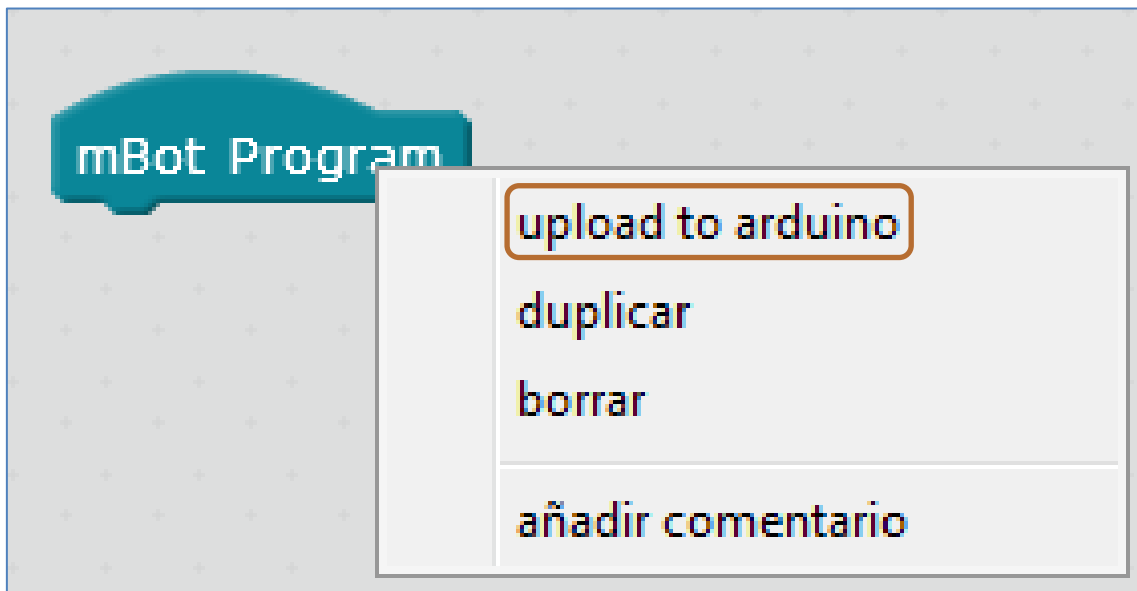 mBot Program
upload to arduino
duplicar
borrar
añadir comentario